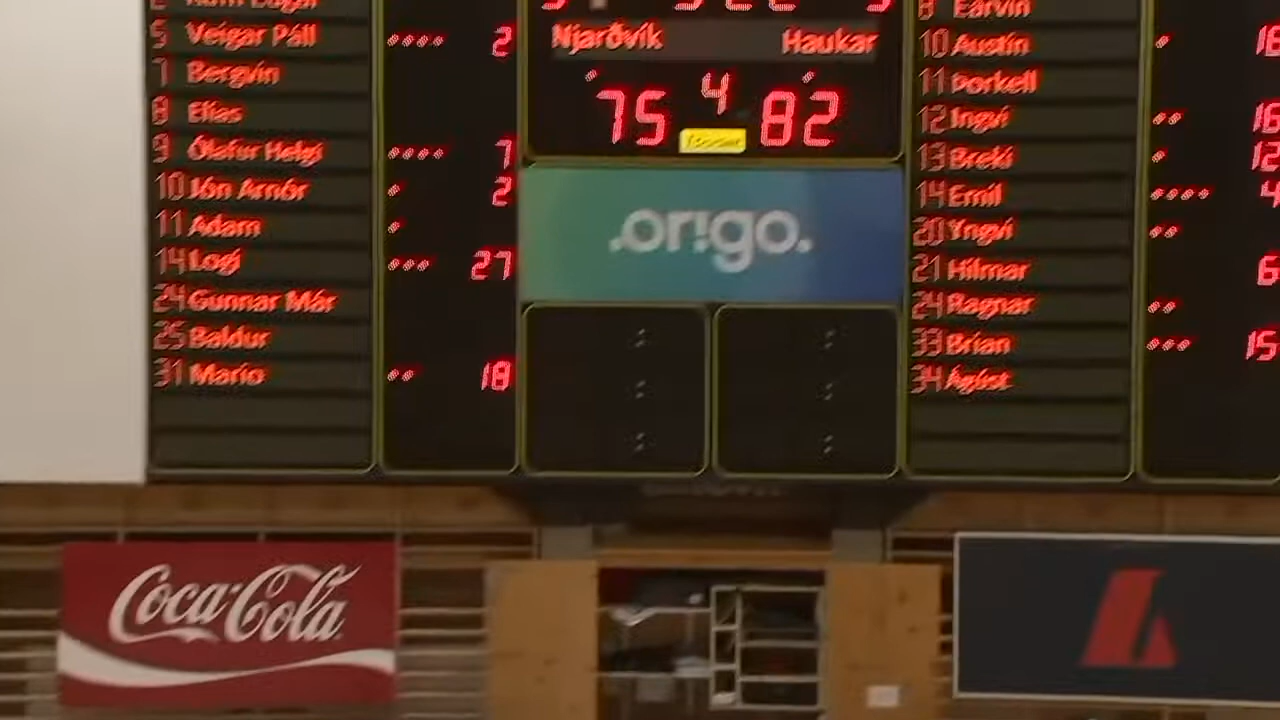 5 Veigar Páll 2
7 Bergvin
8 Elías
9 Ólafur Helgi 7
10 Jón Arnór 2
11 Adam
14 Logi 27
24 Gunnar Már
25 Baldur
31 Mario 18
Njarðvík Haukar
75 4 82
.origo.
8 Earvin
10 Austin 16
11 Þorkell
12 Ingvi 16
13 Breki 12
14 Emil 4
20 Yngvi
21 Hilmar 6
24 Ragnar
33 Brian 15
34 Ágúst
Coca-Cola